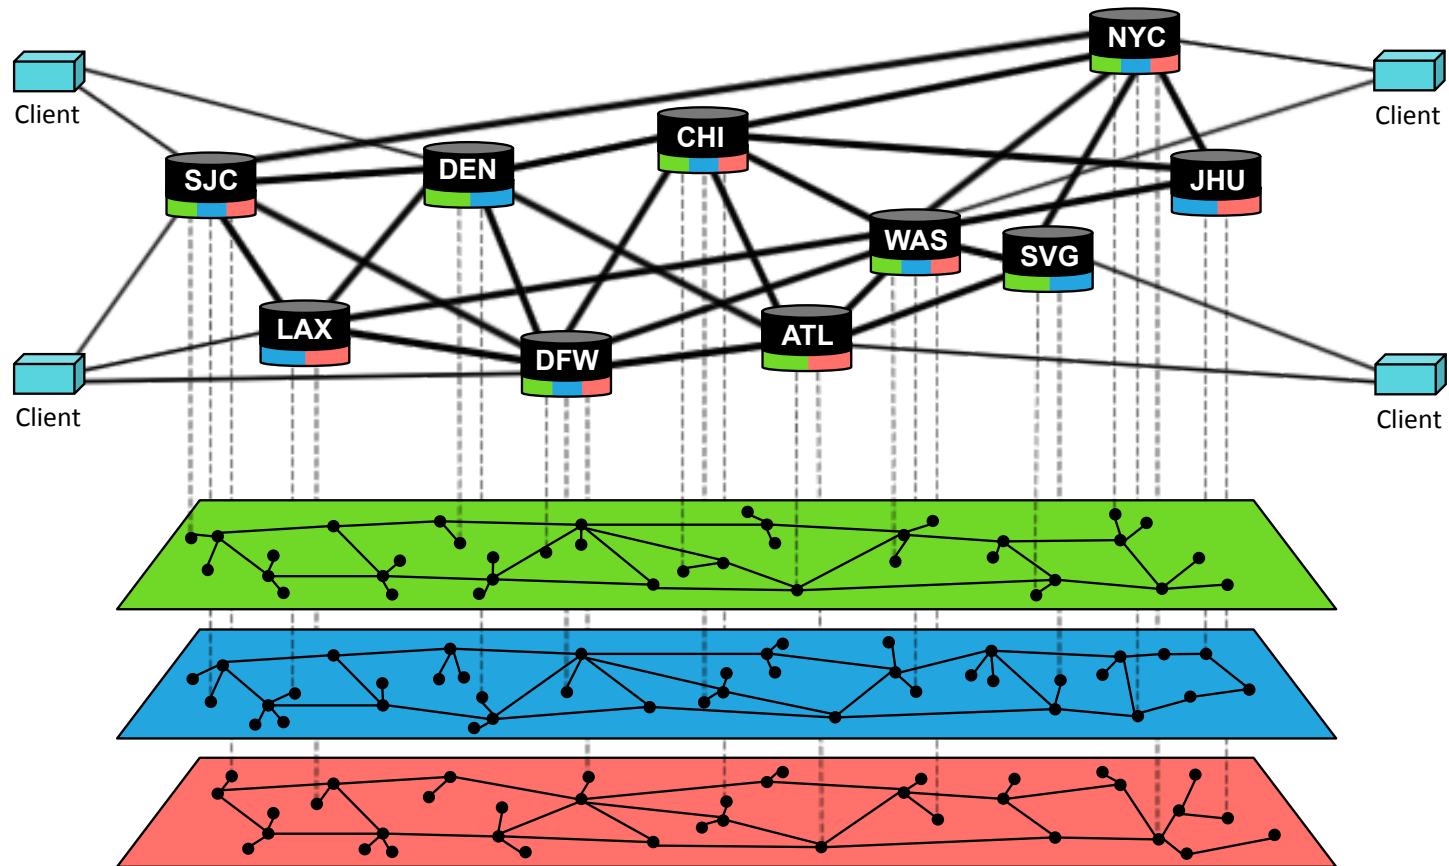 NYC
Client
Client
CHI
SJC
DEN
JHU
WAS
SVG
LAX
DFW
ATL
Client
Client